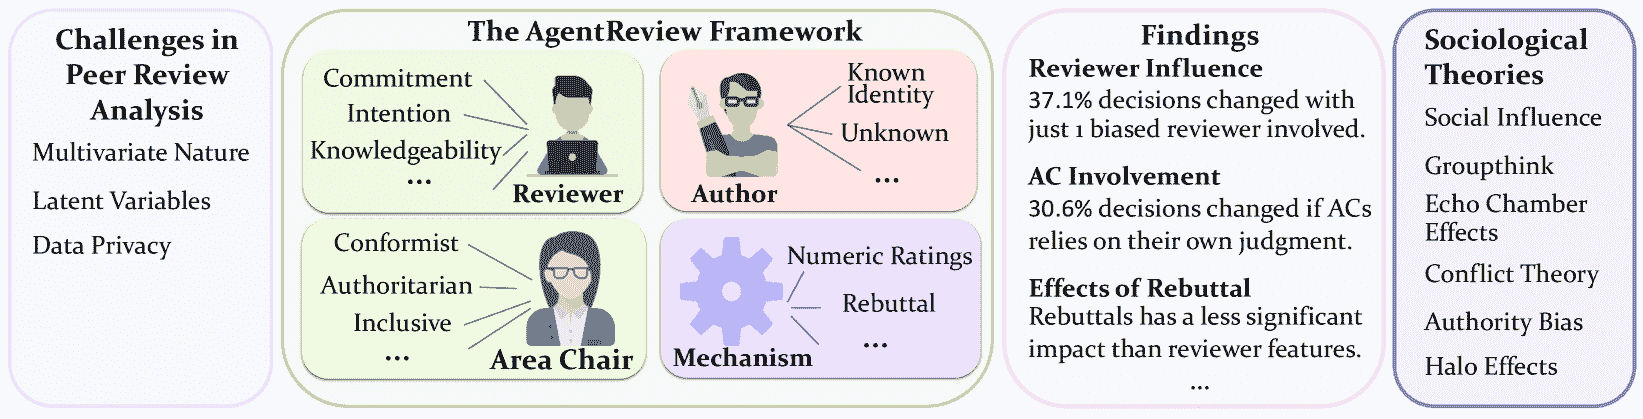 Challenges in
Peer Review
Analysis
Multivariate Nature
Latent Variables
Data Privacy
The AgentReview Framework
Commitment
Intention
Knowledgeability
...
Reviewer
Known
Identity
Unknown
...
Author
Conformist
Authoritarian
Inclusive
...
Area Chair
Numeric Ratings
Rebuttal
...
Mechanism
Findings
Reviewer Influence
37.1% decisions changed with
just 1 biased reviewer involved.
AC Involvement
30.6% decisions changed if ACs
relies on their own judgment.
Effects of Rebuttal
Rebuttals has a less significant
impact than reviewer features.
...
Sociological
Theories
Social Influence
Groupthink
Echo Chamber
Effects
Conflict Theory
Authority Bias
Halo Effects